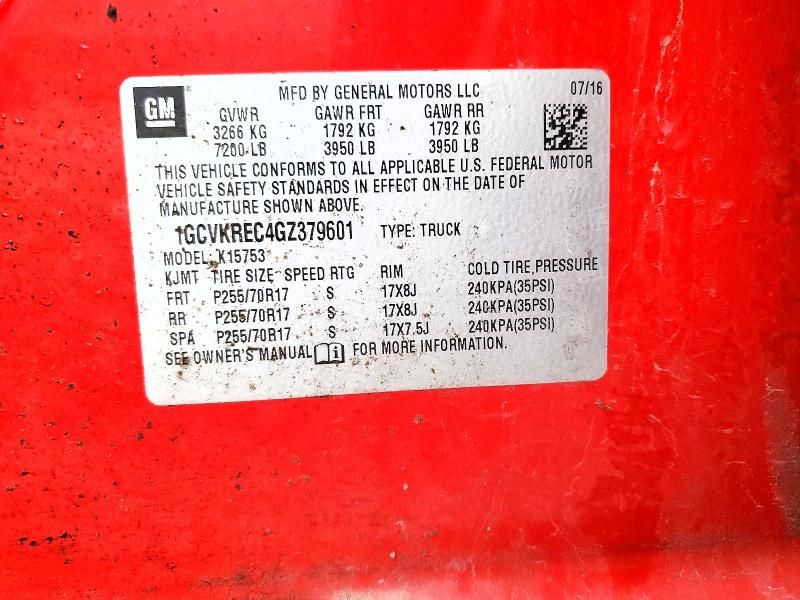 GM
MFD BY GENERAL MOTORS LLC 07/16
GVWR GAWR FRT GAWR RR
3266 KG 1792 KG 1792 KG
7200 LB 3950 LB 3950 LB
THIS VEHICLE CONFORMS TO ALL APPLICABLE U.S. FEDERAL MOTOR
VEHICLE SAFETY STANDARDS IN EFFECT ON THE DATE OF
MANUFACTURE SHOWN ABOVE.
1GCVKREC4GZ379601 TYPE: TRUCK
MODEL: K15753
KJMT TIRE SIZE SPEED RTG RIM COLD TIRE PRESSURE
FRT P255/70R17 S 17X8J 240KPA(35PSI)
RR P255/70R17 S 17X8J 240KPA(35PSI)
SPA P255/70R17 S 17X7.5J 240KPA(35PSI)
SEE OWNER'S MANUAL i FOR MORE INFORMATION.